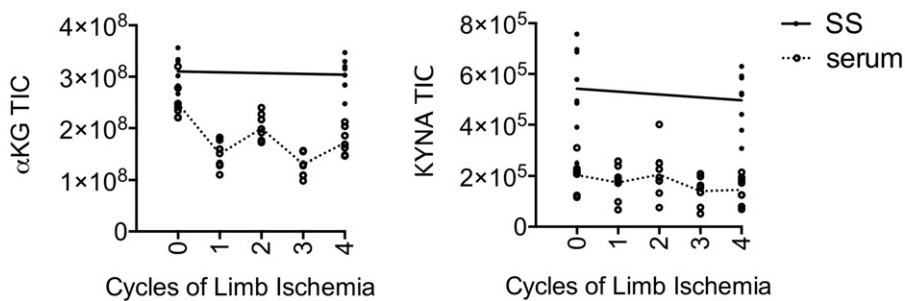 αKG TIC
4×10⁸
3×10⁸
2×10⁸
1×10⁸
0
0 1 2 3 4
Cycles of Limb Ischemia
KYNA TIC
8×10⁵
6×10⁵
4×10⁵
2×10⁵
0
0 1 2 3 4
Cycles of Limb Ischemia
SS
serum